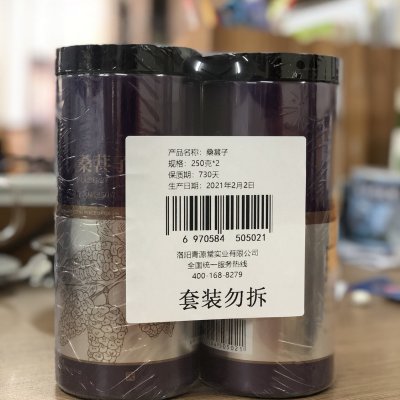 桑葚子
产品名称：桑葚子
规格：250克*2
保质期：730天
生产日期：2021年2月2日
6 970584 505021
洛阳青源堂实业有限公司
全国统一服务热线
400-168-8279
套装勿拆